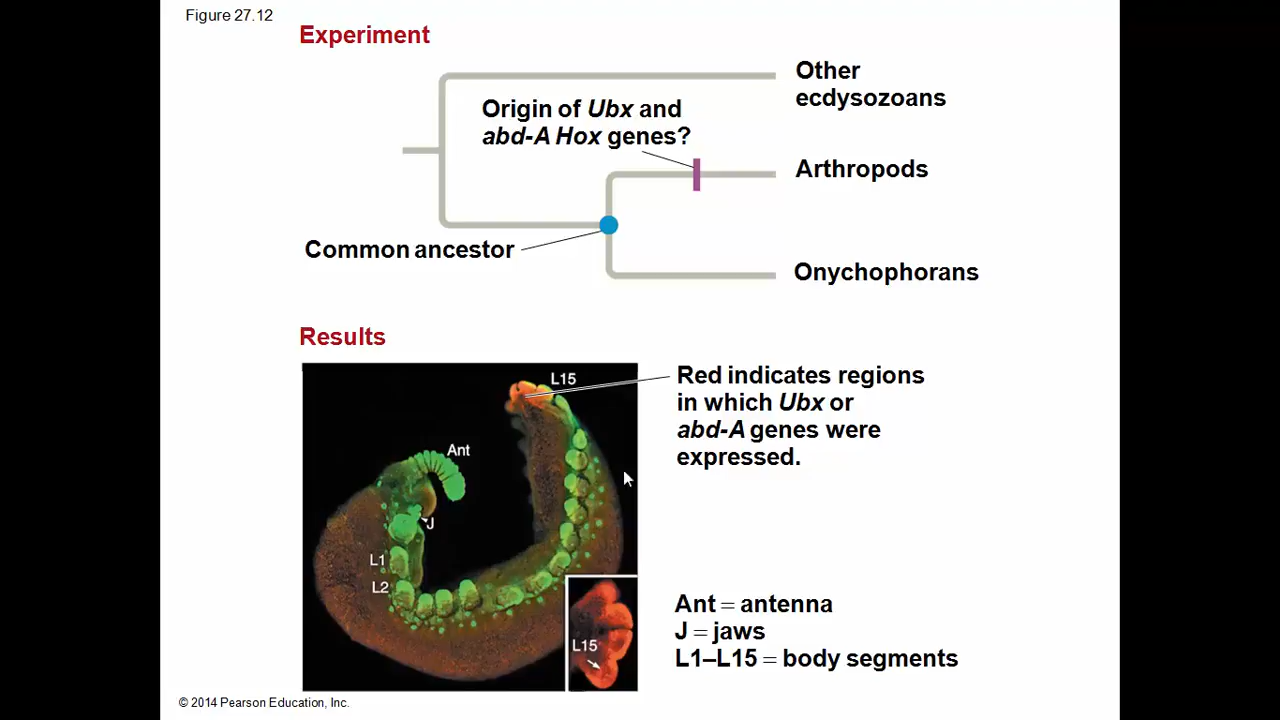 Figure 27.12
Experiment
Other
ecdysozoans
Origin of Ubx and
abd-A Hox genes?
Arthropods
Common ancestor
Onychophorans
Results
L15
Ant
J
L1
L2
L15
Red indicates regions
in which Ubx or
abd-A genes were
expressed.
Ant = antenna
J = jaws
L1–L15 = body segments
© 2014 Pearson Education, Inc.